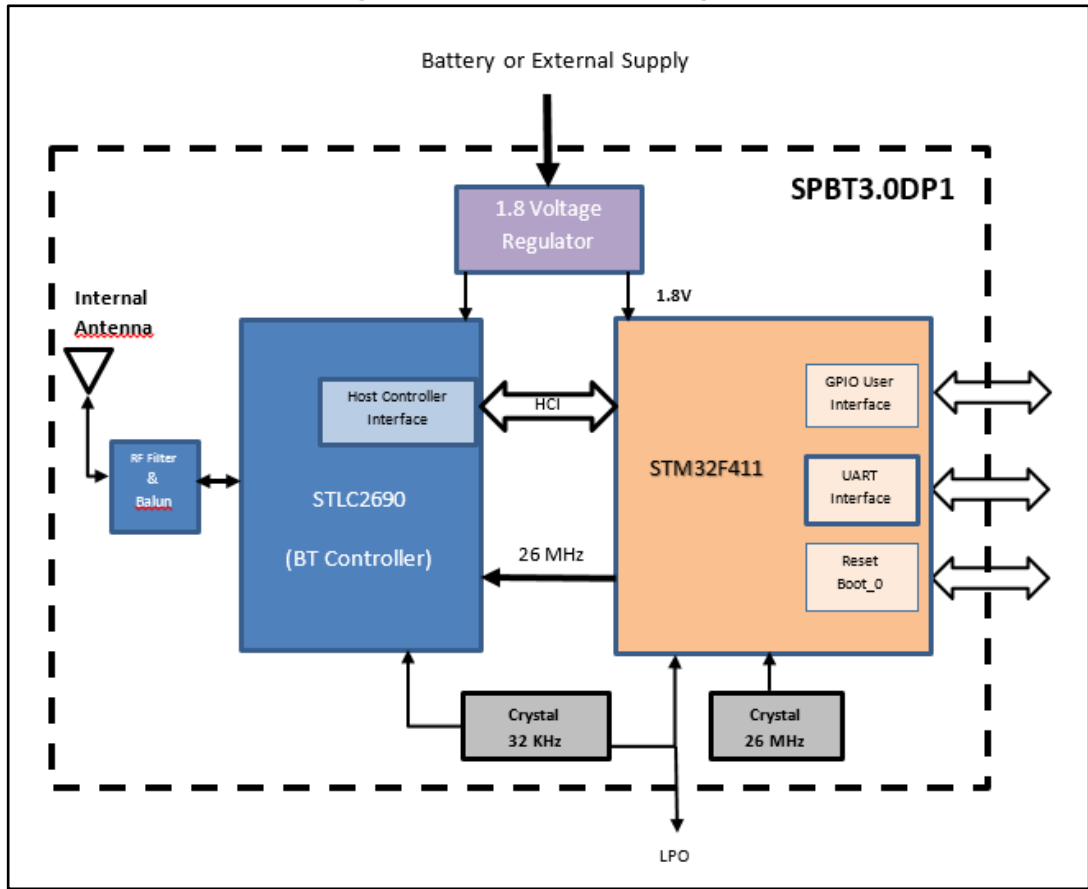 Battery or External Supply
SPBT3.0DP1
1.8 Voltage
Regulator
1.8V
Internal
Antenna
Host Controller
Interface
HCI
GPIO User
Interface
RF Filter
&
Balun
STLC2690
(BT Controller)
STM32F411
UART
Interface
26 MHz
Reset
Boot_0
Crystal
32 KHz
Crystal
26 MHz
LPO